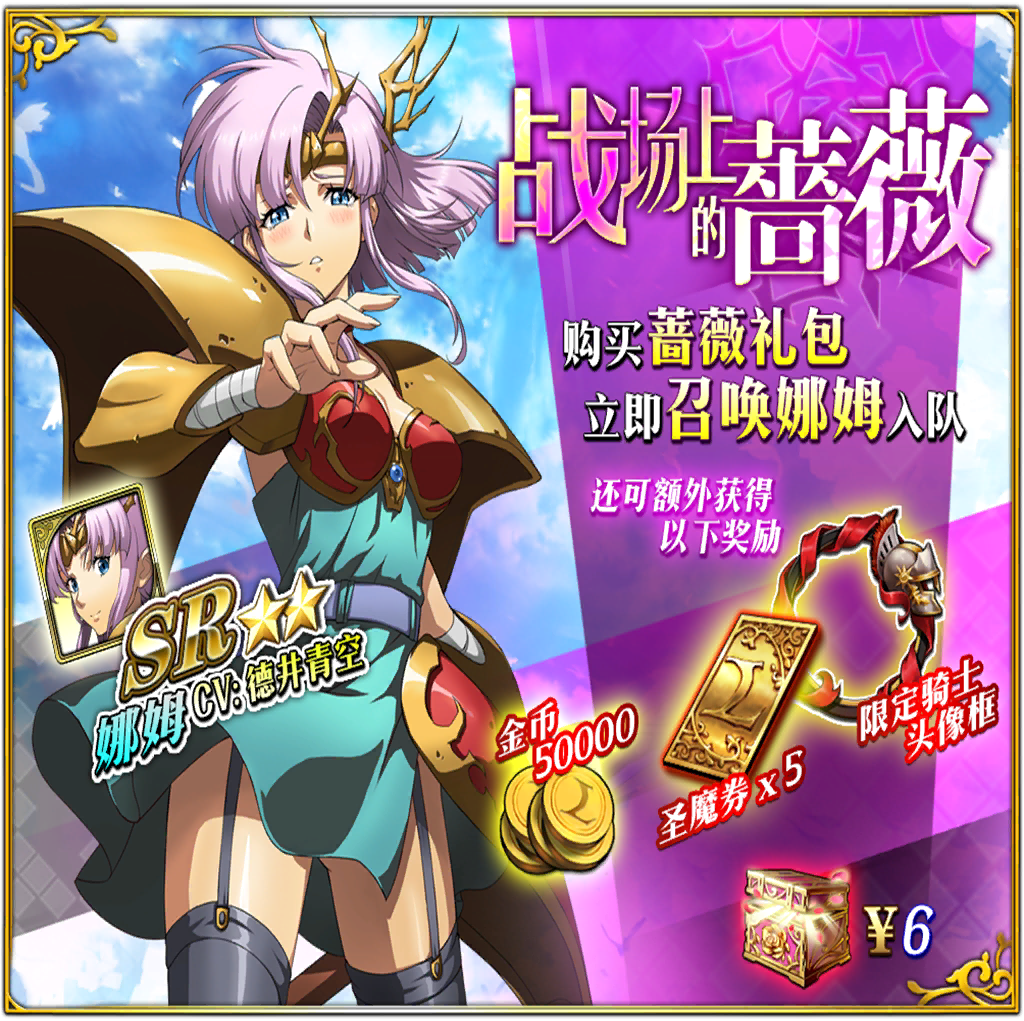 战场上的蔷薇
购买蔷薇礼包
立即召唤娜姆入队
还可额外获得
以下奖励
SR
娜姆 CV:德井青空
金币
50000
圣魔券 x 5
限定骑士
头像框
¥6